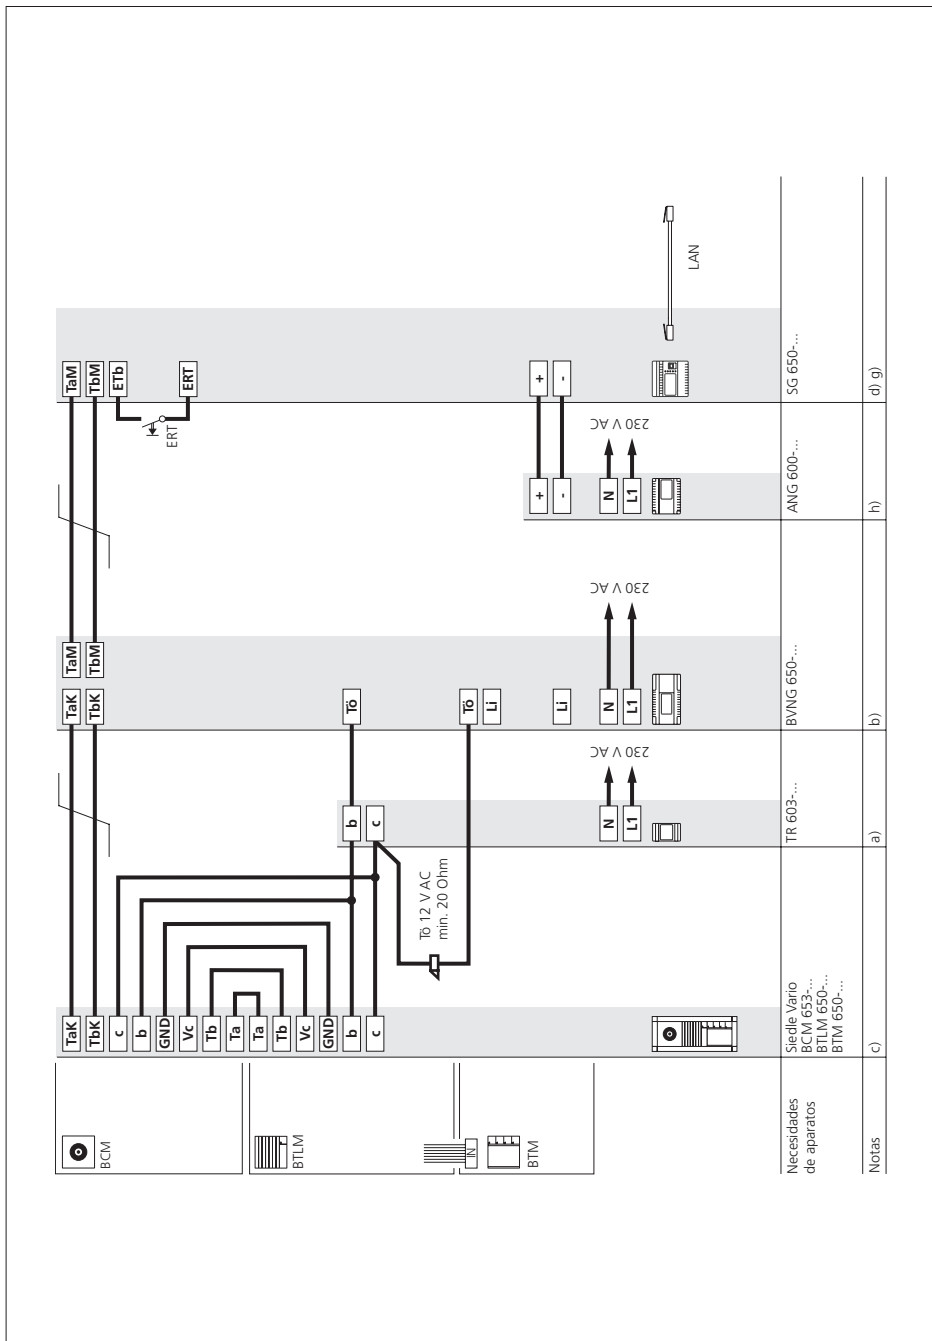 BCM
BTLM
IN
BTM
TaK
TbK
c
b
GND
Vc
Tb
Ta
Ta
Tb
Vc
GND
b
c
Tö 12 V AC
min. 20 Ohm
b
c
N
L1
230 V AC
TaK
TbK
TaM
TbM
Tö
Tö
Li
Li
N
L1
230 V AC
+
-
N
L1
230 V AC
TaM
TbM
ETb
ERT
ERT
+
-
LAN
Necesidades
de aparatos
Siedle Vario
BCM 653-...
BTLM 650-...
BTM 650-...
TR 603-...
BVNG 650-...
ANG 600-...
SG 650-...
Notas
c)
a)
b)
h)
d) g)